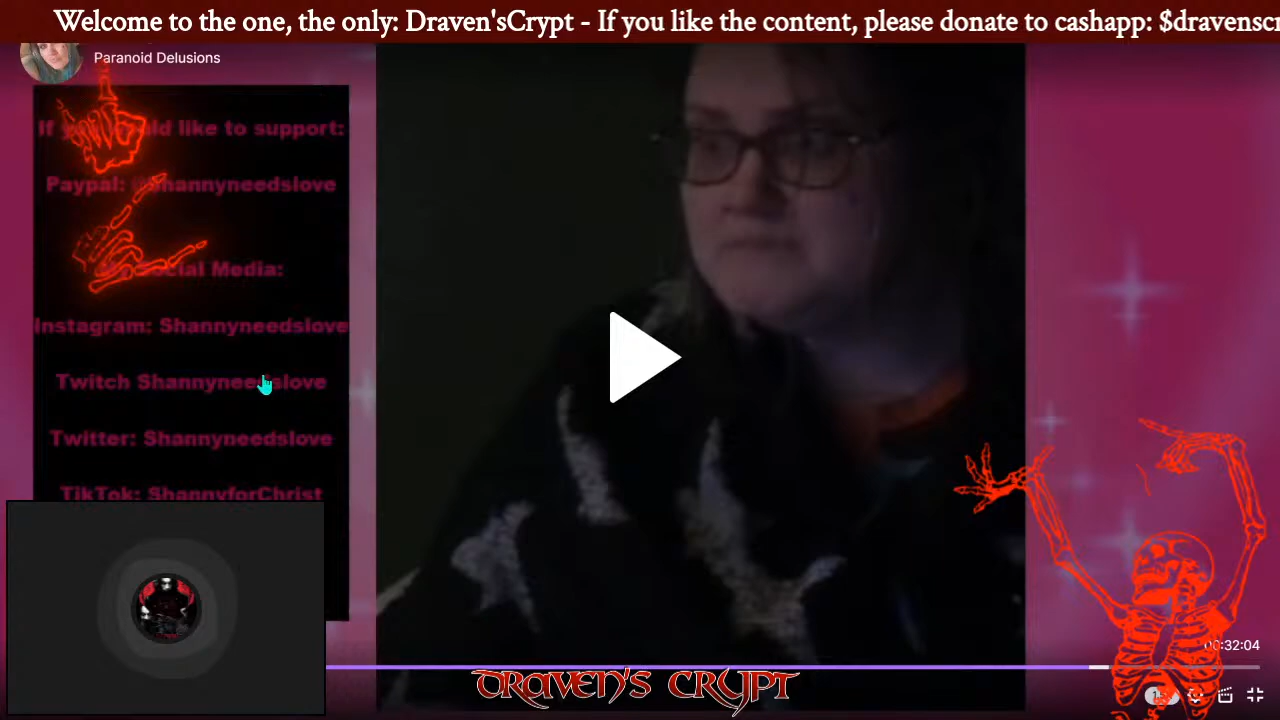 Welcome to the one, the only: Draven'sCrypt - If you like the content, please donate to cashapp: $dravenscr
Paranoid Delusions
If would like to support:
Paypal: @Shannyneedslove
Social Media:
Instagram: Shannyneedslove
Twitch Shannyneedslove
Twitter: Shannyneedslove
TikTok: ShannyforChrist
00:32:04
DRAVEN'S CRYPT